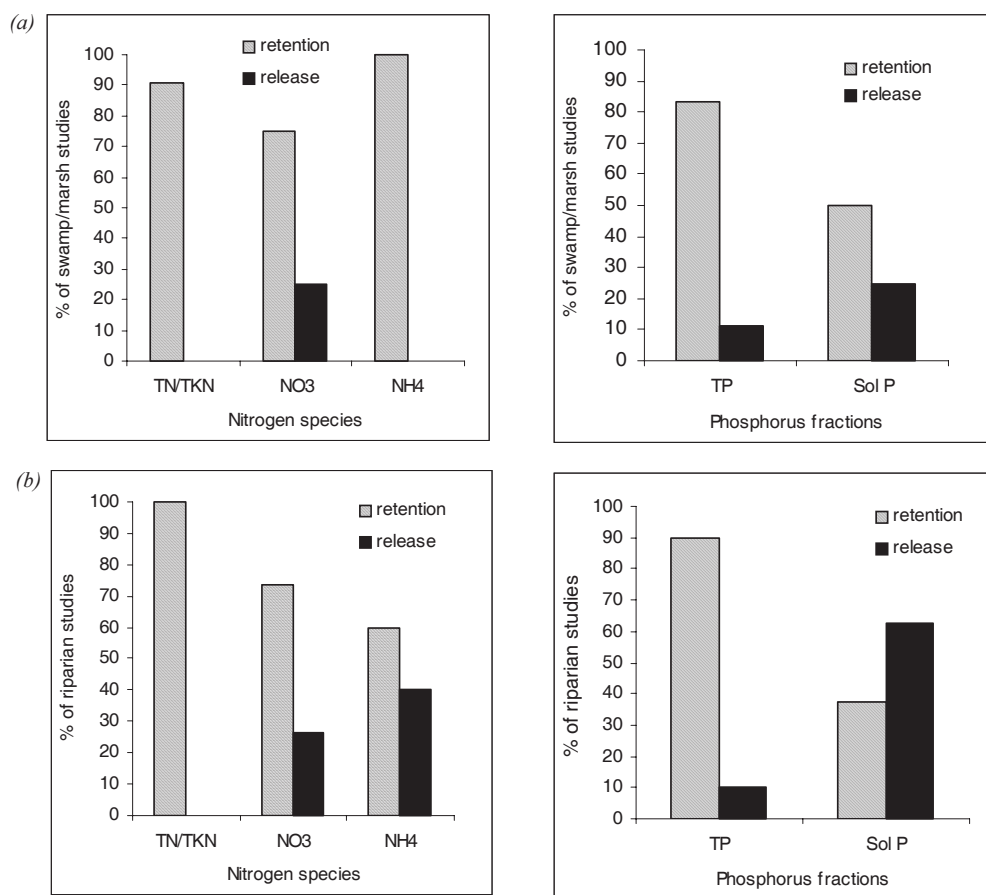 (a)
retention
release
100
90
80
70
60
50
40
30
20
10
0
% of swamp/marsh studies
TN/TKN NO3 NH4
Nitrogen species
retention
release
100
90
80
70
60
50
40
30
20
10
0
% of swamp/marsh studies
TP Sol P
Phosphorus fractions
(b)
retention
release
100
90
80
70
60
50
40
30
20
10
0
% of riparian studies
TN/TKN NO3 NH4
Nitrogen species
retention
release
100
90
80
70
60
50
40
30
20
10
0
% of riparian studies
TP Sol P
Phosphorus fractions